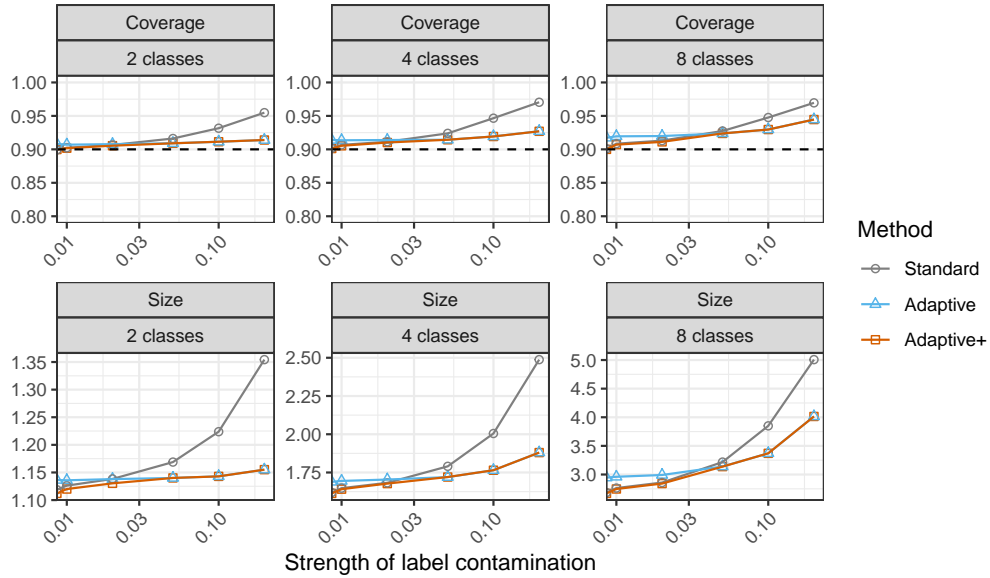 Coverage Coverage Coverage
2 classes 4 classes 8 classes
1.00 1.00 1.00
0.95 0.95 0.95
0.90 0.90 0.90
0.85 0.85 0.85
0.80 0.80 0.80
0.01 0.03 0.10 0.01 0.03 0.10 0.01 0.03 0.10
Size Size Size
2 classes 4 classes 8 classes
1.35
1.30
1.25
1.20
1.15
1.10
2.50
2.00
1.75
5.0
4.5
4.0
3.5
3.0
0.01 0.03 0.10 0.01 0.03 0.10 0.01 0.03 0.10
Strength of label contamination
Method
Standard
Adaptive
Adaptive+